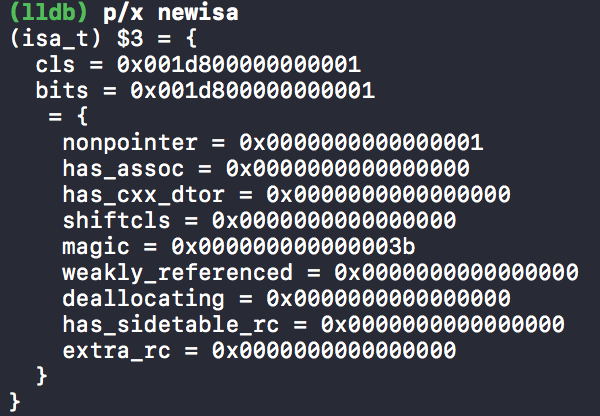 (lldb) p/x newisa
(isa_t) $3 = {
  cls = 0x001d800000000001
  bits = 0x001d800000000001
   = {
    nonpointer = 0x0000000000000001
    has_assoc = 0x0000000000000000
    has_cxx_dtor = 0x0000000000000000
    shiftcls = 0x0000000000000000
    magic = 0x000000000000003b
    weakly_referenced = 0x0000000000000000
    deallocating = 0x0000000000000000
    has_sidetable_rc = 0x0000000000000000
    extra_rc = 0x0000000000000000
  }
}